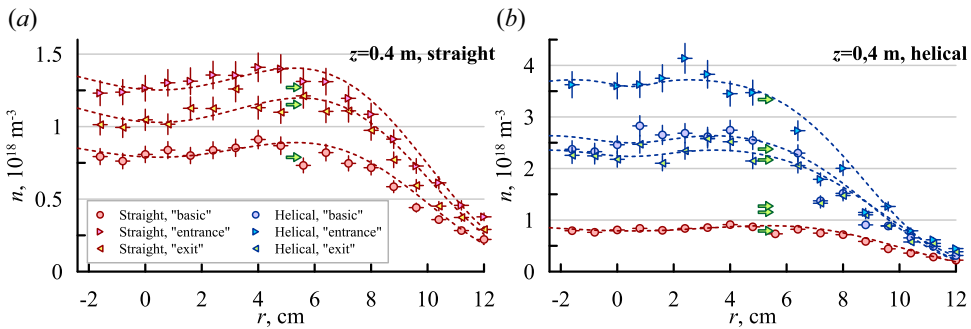 (a)
z=0.4 m, straight
1.5
1
0.5
0
n, 10¹⁸ m⁻³
Straight, "basic"
Straight, "entrance"
Straight, "exit"
Helical, "basic"
Helical, "entrance"
Helical, "exit"
-2 0 2 4 6 8 10 12
r, cm
(b)
z=0,4 m, helical
4
3
2
1
0
n, 10¹⁸ m⁻³
-2 0 2 4 6 8 10 12
r, cm